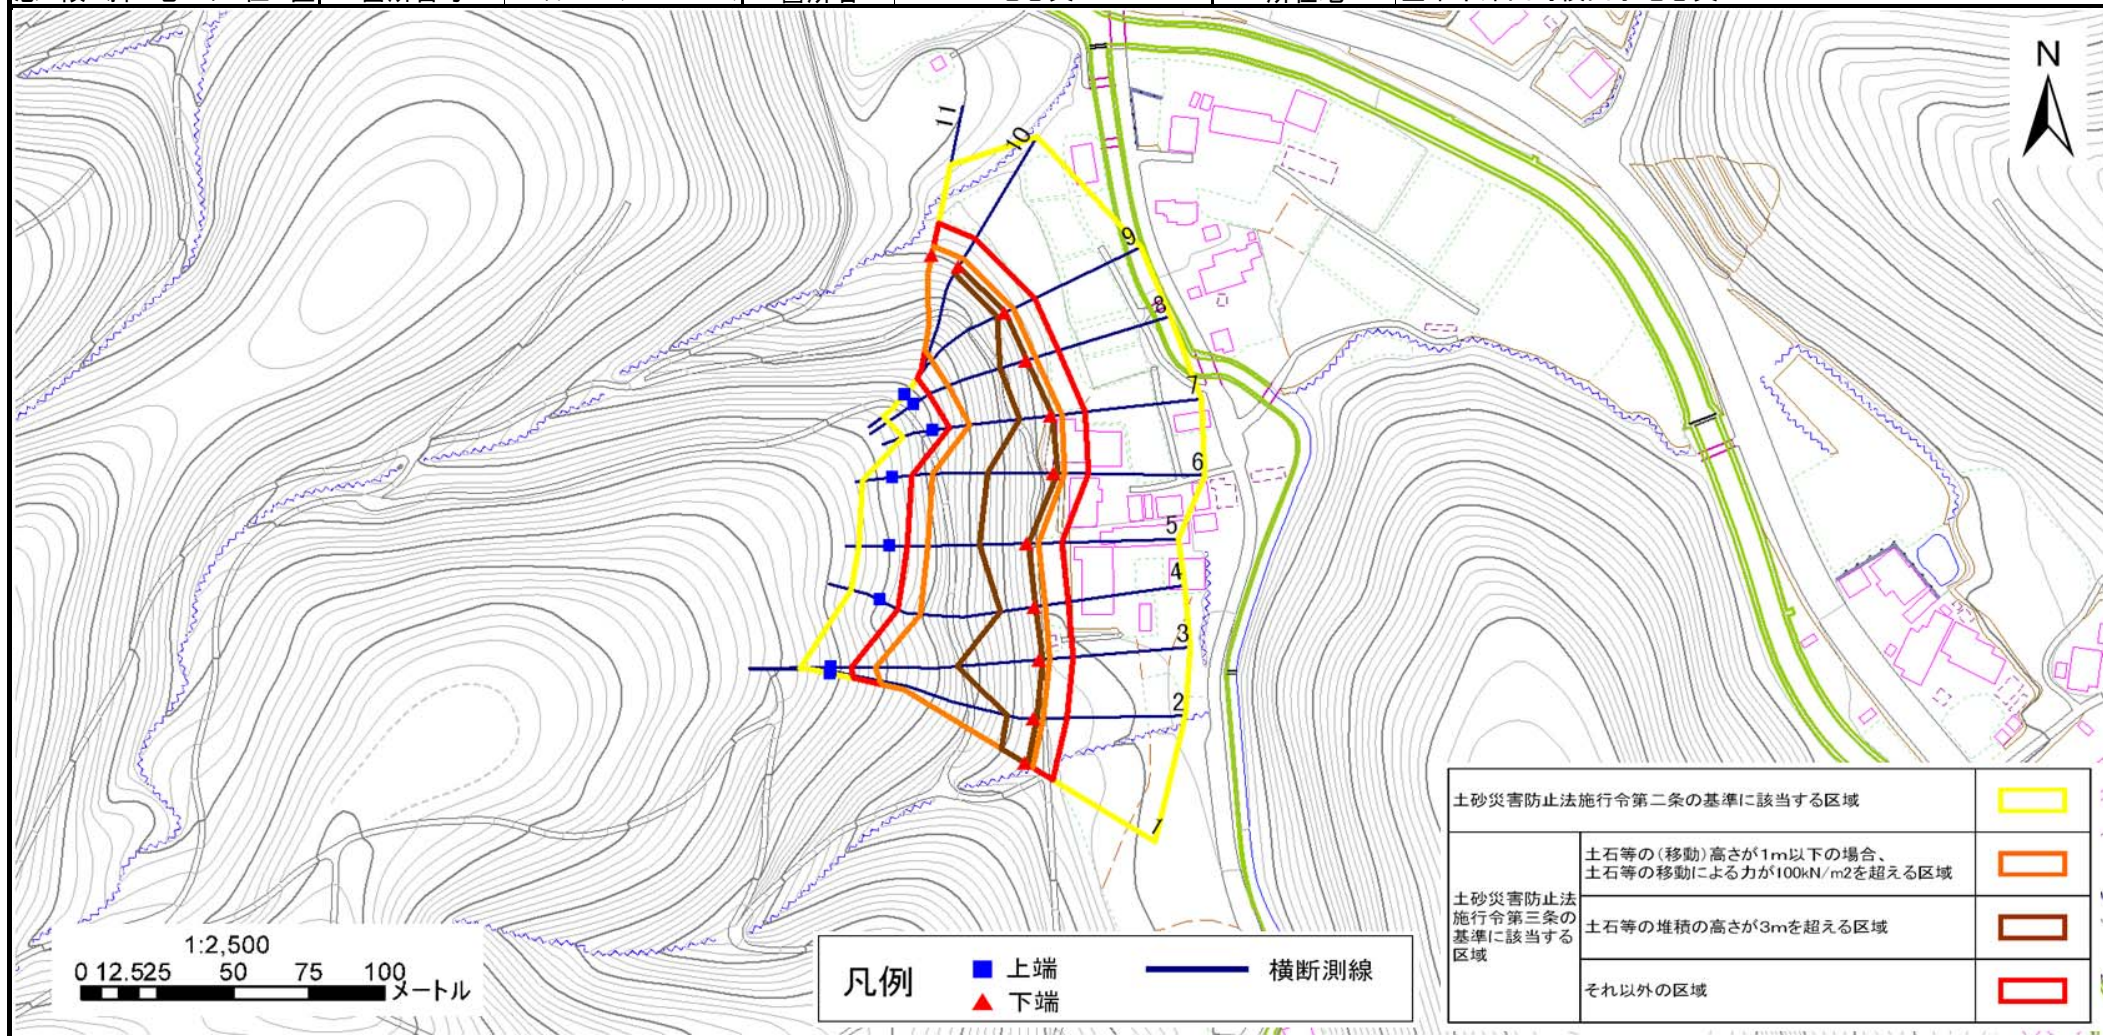 N
11
10
9
8
7
6
5
4
3
2
1
1:2,500
0 12.525 50 75 100
メートル
凡例
上端
下端
横断測線
土砂災害防止法施行令第二条の基準に該当する区域
土砂災害防止法
施行令第三条の
基準に該当する
区域
土石等の(移動)高さが1m以下の場合、
土石等の移動による力が100kN/m2を超える区域
土石等の堆積の高さが3mを超える区域
それ以外の区域